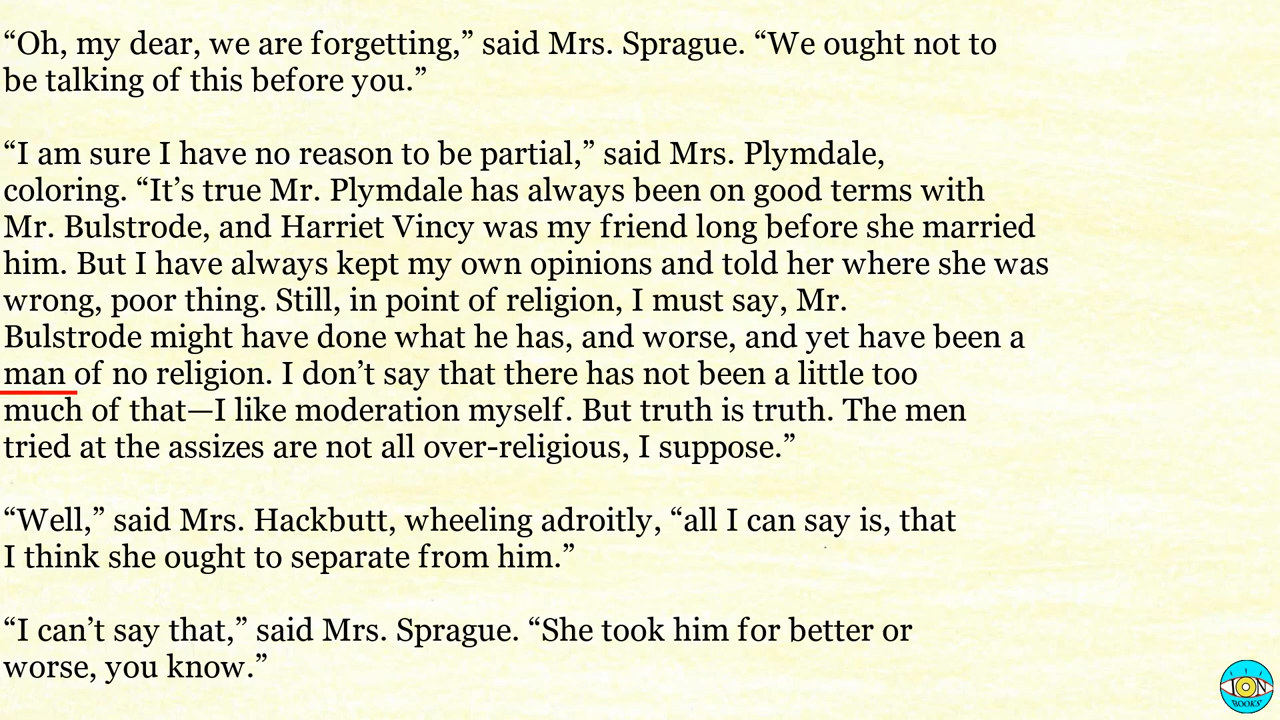 “Oh, my dear, we are forgetting,” said Mrs. Sprague. “We ought not to
be talking of this before you.”
“I am sure I have no reason to be partial,” said Mrs. Plymdale,
coloring. “It’s true Mr. Plymdale has always been on good terms with
Mr. Bulstrode, and Harriet Vincy was my friend long before she married
him. But I have always kept my own opinions and told her where she was
wrong, poor thing. Still, in point of religion, I must say, Mr.
Bulstrode might have done what he has, and worse, and yet have been a
man of no religion. I don’t say that there has not been a little too
much of that—I like moderation myself. But truth is truth. The men
tried at the assizes are not all over-religious, I suppose.”
“Well,” said Mrs. Hackbutt, wheeling adroitly, “all I can say is, that
I think she ought to separate from him.”
“I can’t say that,” said Mrs. Sprague. “She took him for better or
worse, you know.”
ION
BOOKS